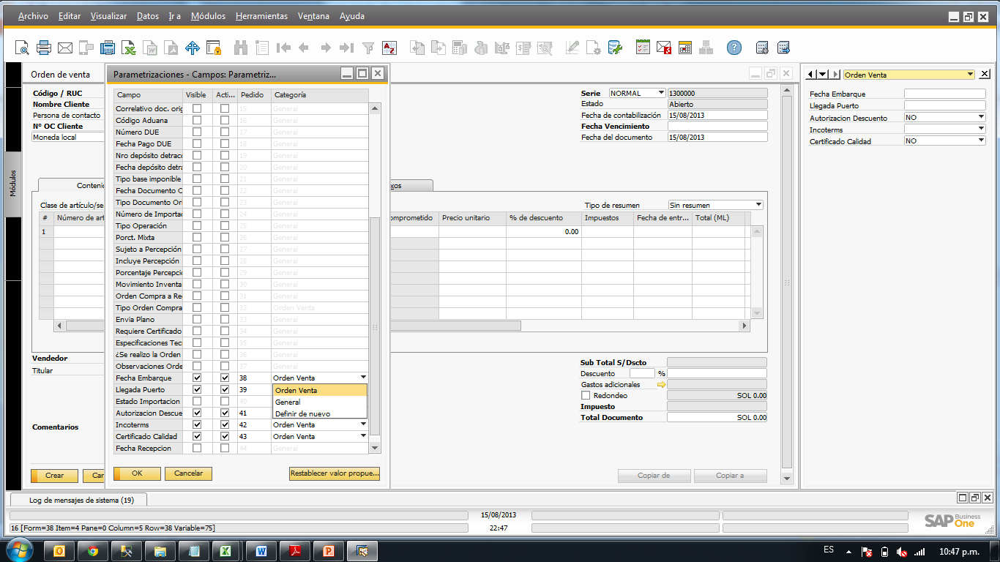 Archivo Editar Visualizar Datos Ir a Módulos Herramientas Ventana Ayuda
Orden de venta
Código / RUC
Nombre Cliente
Persona de contacto
Nº OC Cliente
Moneda local
Módulos
Contenic
Clase de artículo/se
# Número de art
1
Vendedor
Titular
Comentarios
Crear Can
Parametrizaciones - Campos: Parametriz...
Campo Visible Acti... Pedido Categoría
Correlativo doc. orig 15 General
Código Aduana 16 General
Número DUE 17 General
Fecha Pago DUE 18 General
Nro depósito detracc 19 General
Fecha depósito detra 20 General
Tipo base imponible 21 General
Fecha Documento O 22 General
Tipo Documento Ori 23 General
Número de Importac 24 General
Tipo Operación 25 General
Porct. Mixta 26 General
Sujeto a Percepción 27 General
Incluye Percepción 28 General
Porcentaje Percepci 29 General
Movimiento Inventa 30 General
Orden Compra a Re 31 General
Tipo Orden Compra 32 Orden Venta
Envia Plano 33 General
Requiere Certificado 34 General
Especificaciones Tec 35 General
¿Se realizo la Orden 36 General
Observaciones Orde 37 General
Fecha Embarque 38 Orden Venta
Llegada Puerto 39
Orden Venta
General
Definir de nuevo
Estado Importacion 40
Autorizacion Descue 41
Incoterms 42 Orden Venta
Certificado Calidad 43 Orden Venta
Fecha Recepcion 44 General
OK Cancelar Restablecer valor propue...
Serie NORMAL 1300000
Estado Abierto
Fecha de contabilización 15/08/2013
Fecha Vencimiento
Fecha del documento 15/08/2013
xos
Tipo de resumen Sin resumen
omprometido Precio unitario % de descuento Impuestos Fecha de entr... Total (ML)
0.00
Sub Total S/Dscto
Descuento %
Gastos adicionales
Redondeo SOL 0.00
Impuesto
Total Documento SOL 0.00
Copiar de Copiar a
Orden Venta
Fecha Embarque
Llegada Puerto
Autorizacion Descuento NO
Incoterms
Certificado Calidad NO
Log de mensajes de sistema (19)
15/08/2013
16 [Form=38 Item=4 Pane=0 Column=5 Row=38 Variable=75] 22:47
SAP Business One
ES 10:47 p.m.